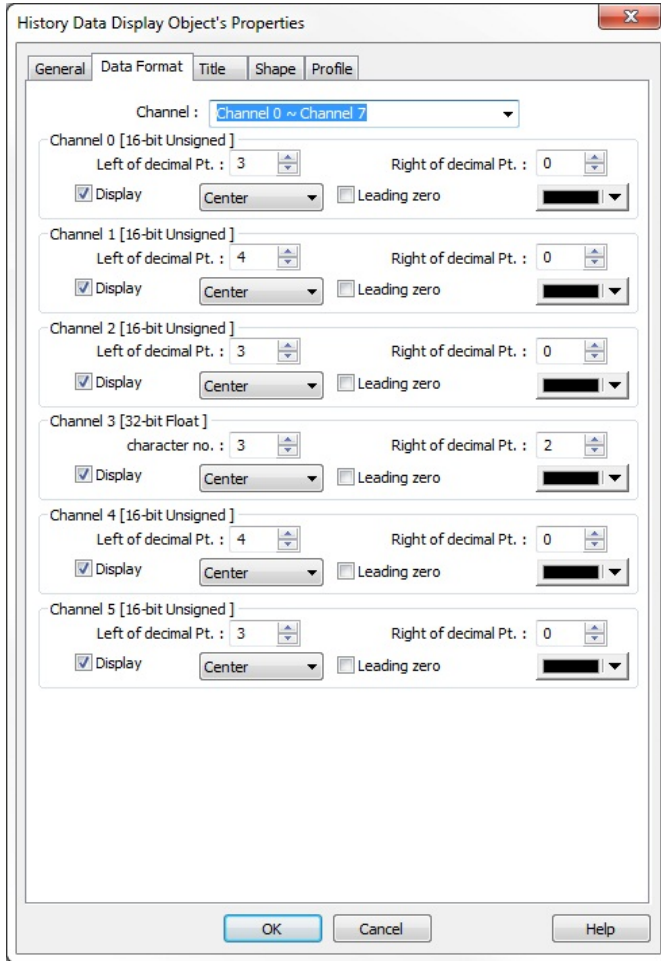 History Data Display Object's Properties
General Data Format Title Shape Profile
Channel : Channel 0 ~ Channel 7
Channel 0 [16-bit Unsigned ]
Left of decimal Pt. : 3 Right of decimal Pt. : 0
Display Center Leading zero
Channel 1 [16-bit Unsigned ]
Left of decimal Pt. : 4 Right of decimal Pt. : 0
Display Center Leading zero
Channel 2 [16-bit Unsigned ]
Left of decimal Pt. : 3 Right of decimal Pt. : 0
Display Center Leading zero
Channel 3 [32-bit Float ]
character no. : 3 Right of decimal Pt. : 2
Display Center Leading zero
Channel 4 [16-bit Unsigned ]
Left of decimal Pt. : 4 Right of decimal Pt. : 0
Display Center Leading zero
Channel 5 [16-bit Unsigned ]
Left of decimal Pt. : 3 Right of decimal Pt. : 0
Display Center Leading zero
OK Cancel Help